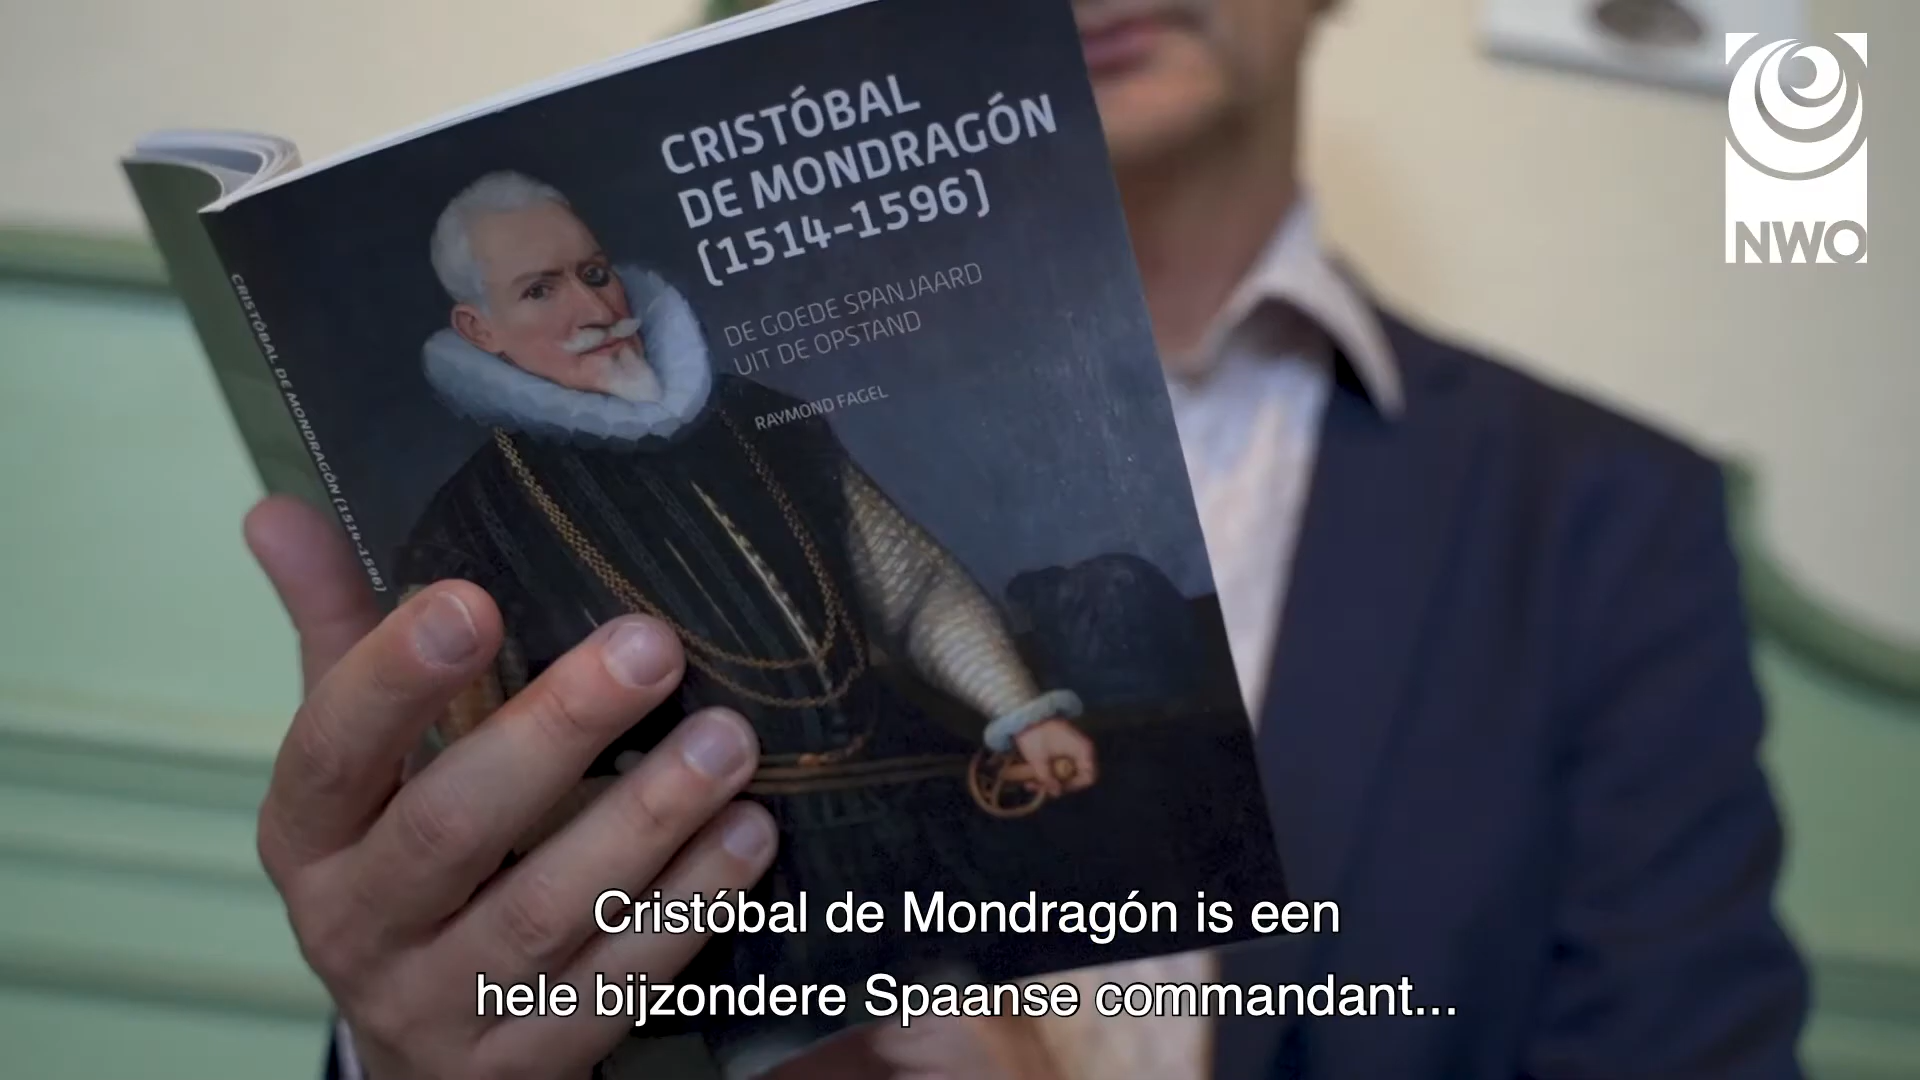 CRISTÓBAL
DE MONDRAGÓN
(1514-1596)
DE GOEDE SPANJAARD
UIT DE OPSTAND
RAYMOND FAGEL
CRISTÓBAL DE MONDRAGÓN (1514-1596)
NWO
Cristóbal de Mondragón is een
hele bijzondere Spaanse commandant...